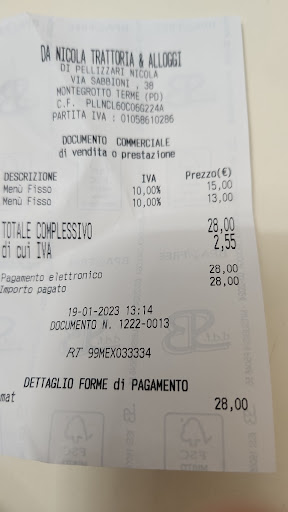 DA NICOLA TRATTORIA & ALLOGGI
DI PELLIZZARI NICOLA
VIA SABBIONI , 38
MONTEGROTTO TERME (PD)
C.F. PLLNCL60C06G224A
PARTITA IVA : 01058610286
DOCUMENTO COMMERCIALE
di vendita o prestazione
DESCRIZIONE IVA Prezzo(€)
Menù Fisso 10,00% 15,00
Menù Fisso 10,00% 13,00
TOTALE COMPLESSIVO 28,00
di cui IVA 2,55
Pagamento elettronico 28,00
Importo pagato 28,00
19-01-2023 13:14
DOCUMENTO N. 1222-0013
RT 99MEX033334
DETTAGLIO FORME di PAGAMENTO
mat 28,00